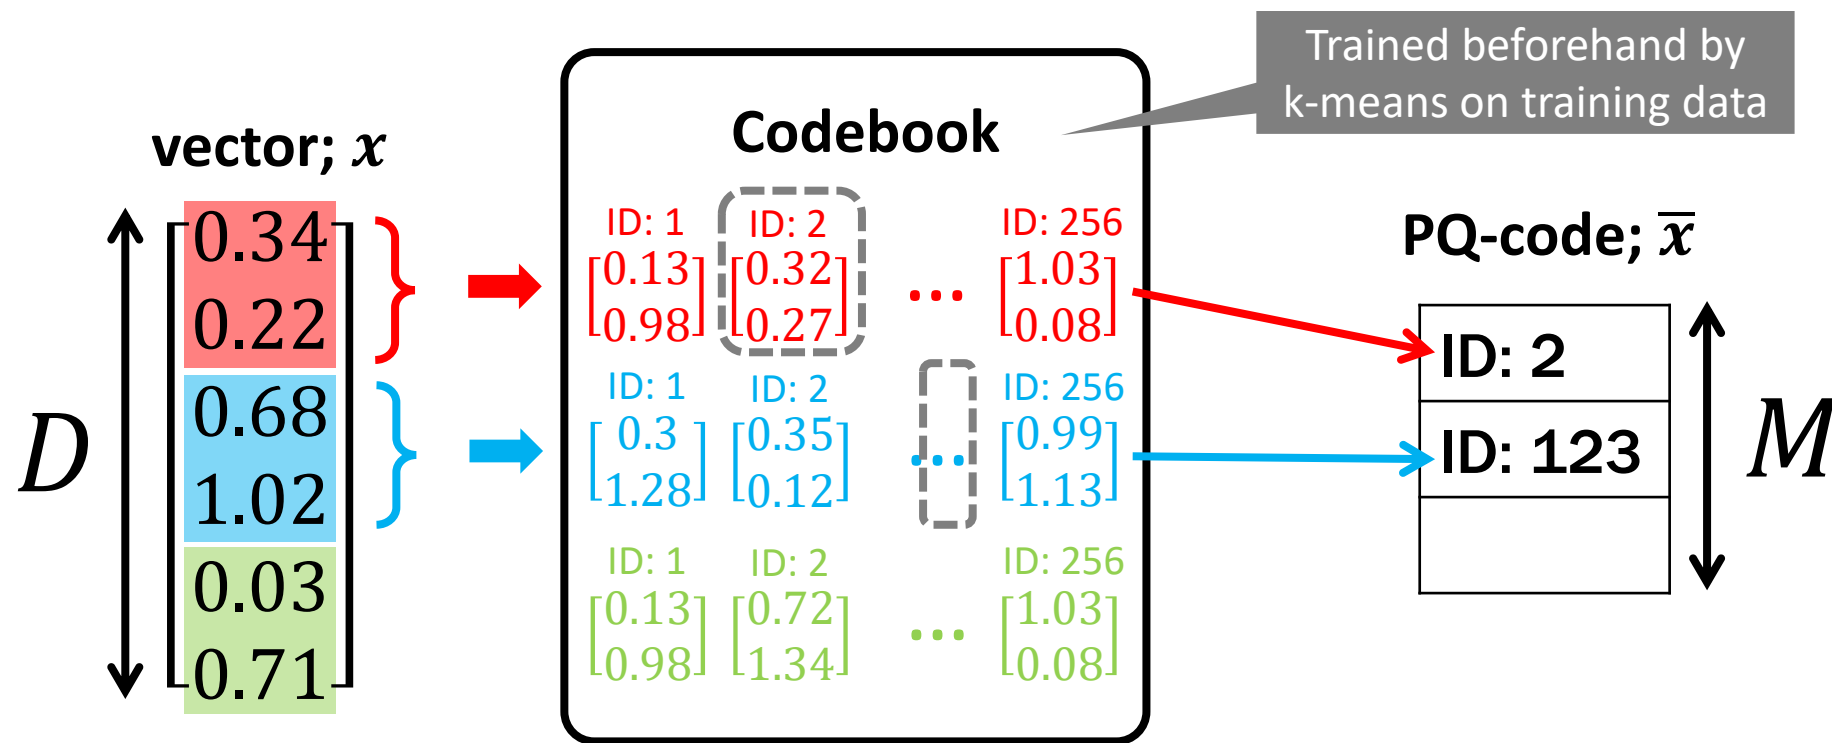 Trained beforehand by
k-means on training data
vector; x
D
0.34
0.22
0.68
1.02
0.03
0.71
Codebook
ID: 1 ID: 2 ID: 256
[0.13 0.98] [0.32 0.27] ... [1.03 0.08]
ID: 1 ID: 2 ID: 256
[0.3 1.28] [0.35 0.12] ... [0.99 1.13]
ID: 1 ID: 2 ID: 256
[0.13 0.98] [0.72 1.34] ... [1.03 0.08]
PQ-code; x̄
ID: 2
ID: 123
M